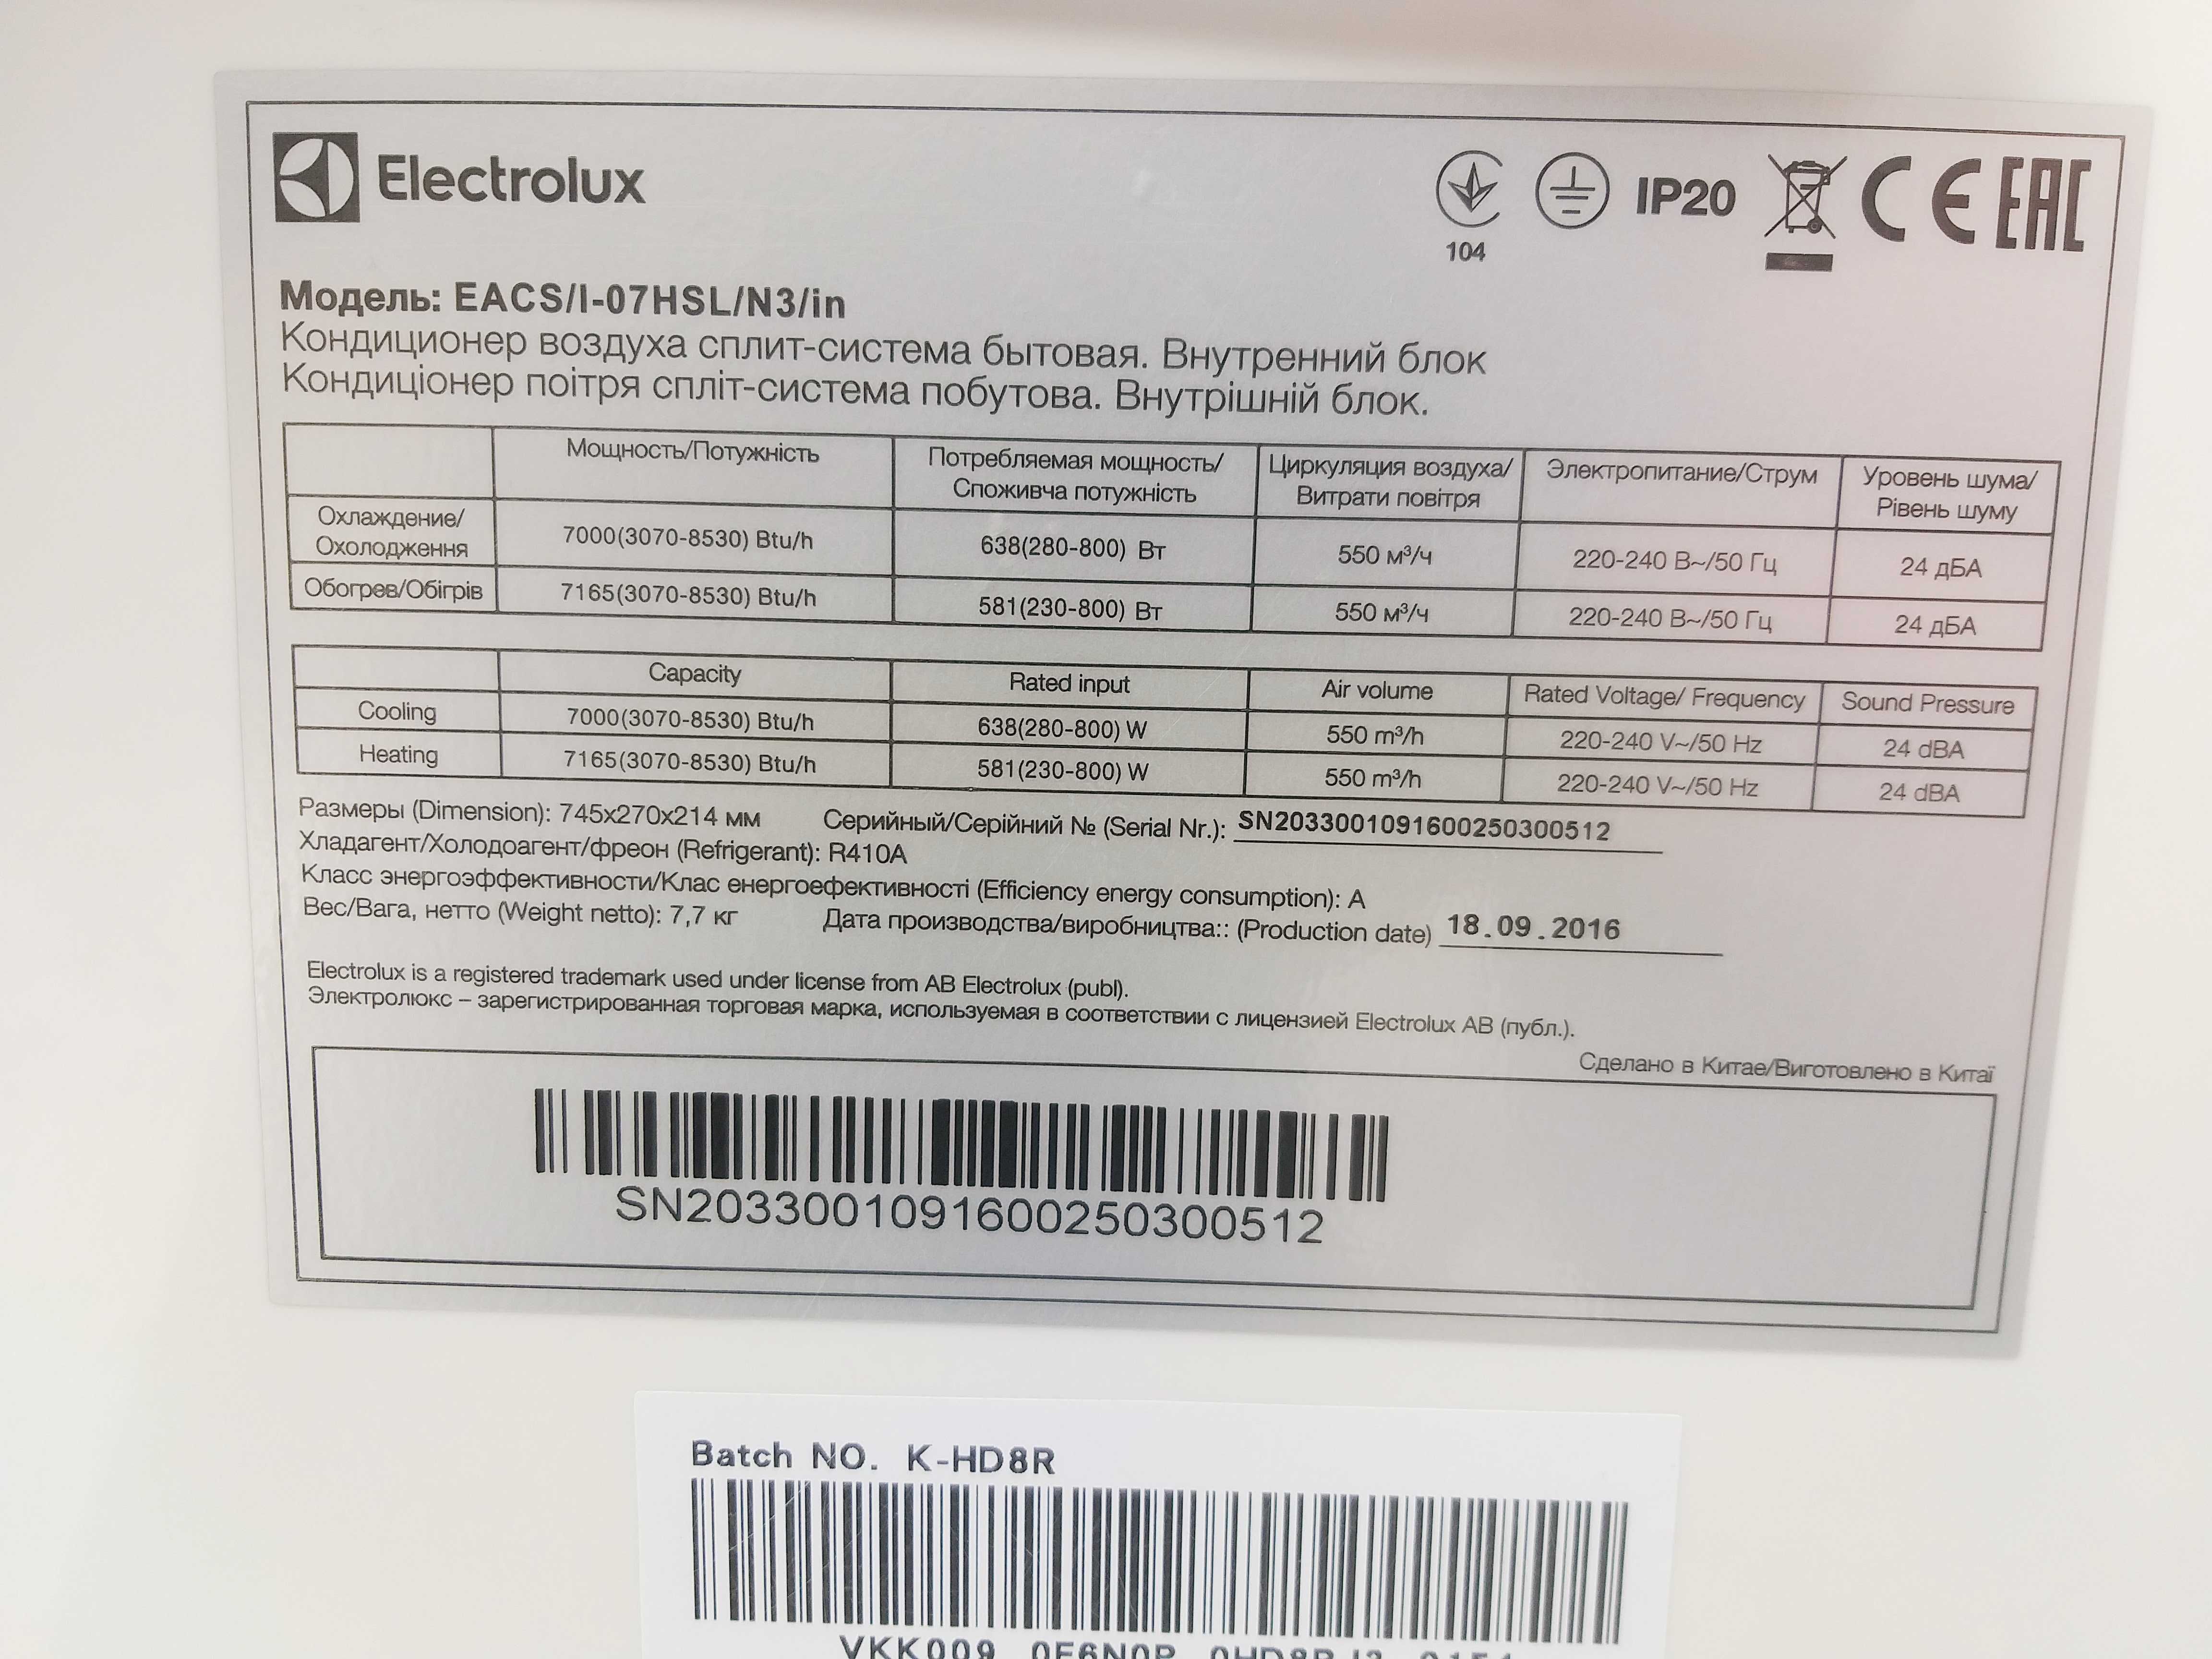 Electrolux
104
IP20
CE
EAC
Модель: EACS/I-07HSL/N3/in
Кондиционер воздуха сплит-система бытовая. Внутренний блок
Кондиціонер поітря спліт-система побутова. Внутрішній блок.
Мощность/Потужність
Потребляемая мощность/
Споживча потужність
Циркуляция воздуха/
Витрати повітря
Электропитание/Струм
Уровень шума/
Рівень шуму
Охлаждение/
Охолодження
7000(3070-8530) Btu/h
638(280-800) Вт
550 м³/ч
220-240 В~/50 Гц
24 дБА
Обогрев/Обігрів
7165(3070-8530) Btu/h
581(230-800) Вт
550 м³/ч
220-240 В~/50 Гц
24 дБА
Capacity
Rated input
Air volume
Rated Voltage/ Frequency
Sound Pressure
Cooling
7000(3070-8530) Btu/h
638(280-800) W
550 m³/h
220-240 V~/50 Hz
24 dBA
Heating
7165(3070-8530) Btu/h
581(230-800) W
550 m³/h
220-240 V~/50 Hz
24 dBA
Размеры (Dimension): 745x270x214 мм Серийный/Серійний № (Serial Nr.): SN2033001091600250300512
Хладагент/Холодоагент/фреон (Refrigerant): R410A
Класс энергоэффективности/Клас енергоефективності (Efficiency energy consumption): A
Вес/Вага, нетто (Weight netto): 7,7 кг Дата производства/виробництва:: (Production date) 18.09.2016
Electrolux is a registered trademark used under license from AB Electrolux (publ).
Электролюкс – зарегистрированная торговая марка, используемая в соответствии с лицензией Electrolux AB (публ.).
Сделано в Китае/Виготовлено в Китаї
SN2033001091600250300512
Batch NO. K-HD8R
VKK009